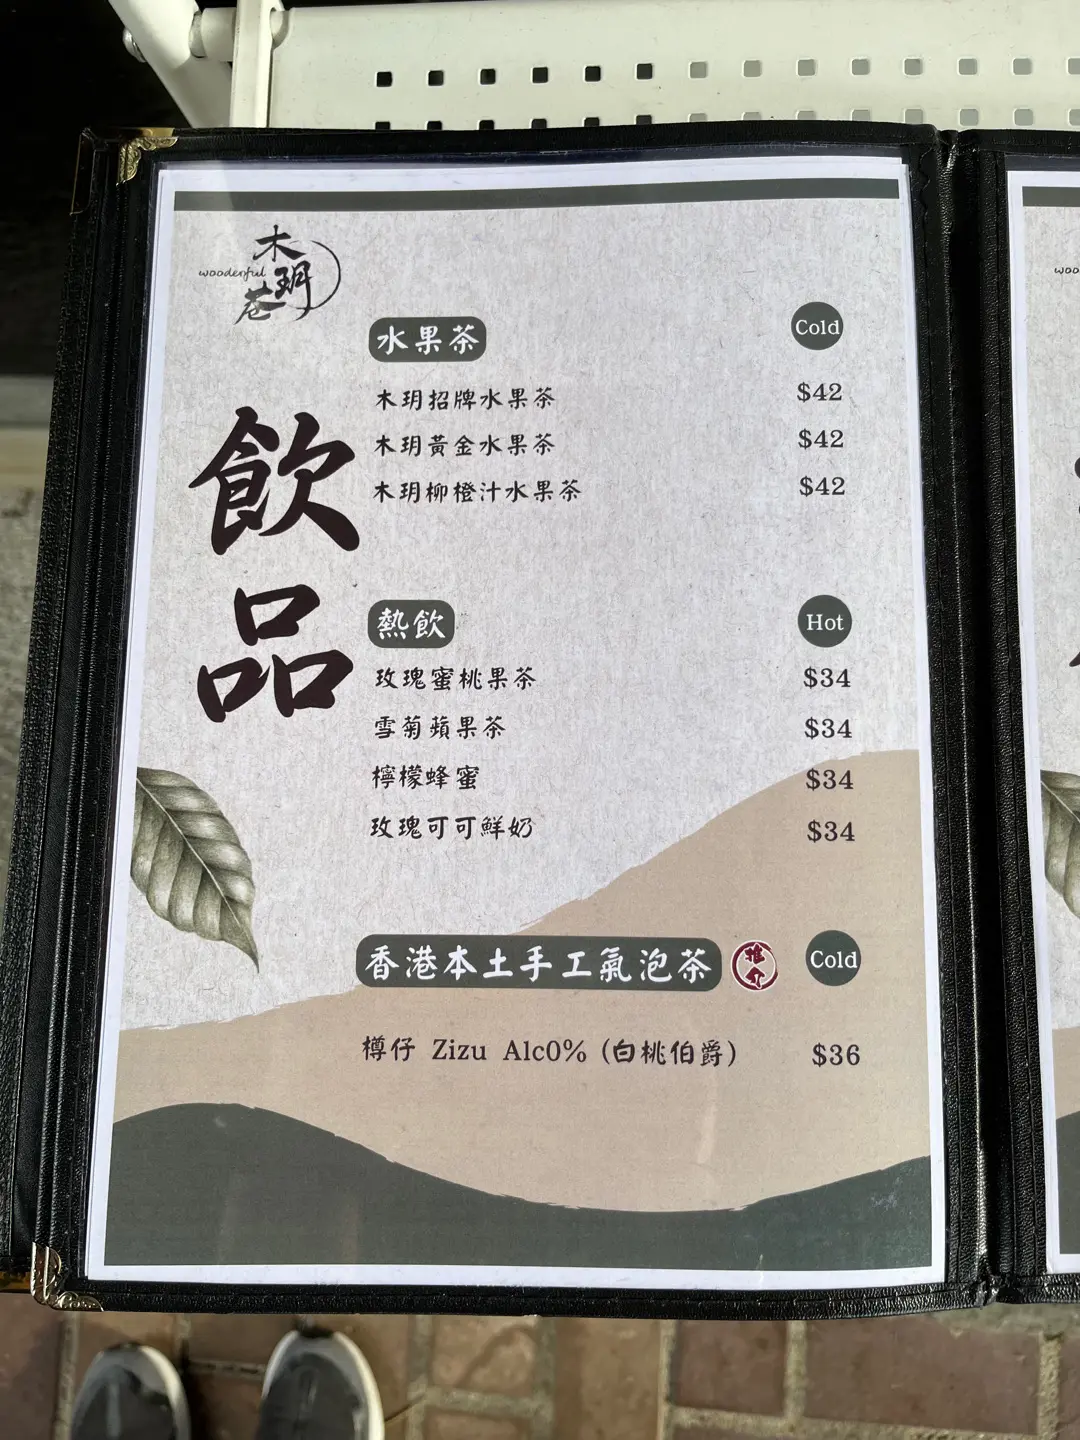 木玥巷
woodenful
飲品
水果茶 Cold
木玥招牌水果茶 $42
木玥黃金水果茶 $42
木玥柳橙汁水果茶 $42
熱飲 Hot
玫瑰蜜桃果茶 $34
雪菊蘋果茶 $34
檸檬蜂蜜 $34
玫瑰可可鮮奶 $34
香港本土手工氣泡茶 推介 Cold
樽仔 Zizu Alc0% (白桃伯爵) $36